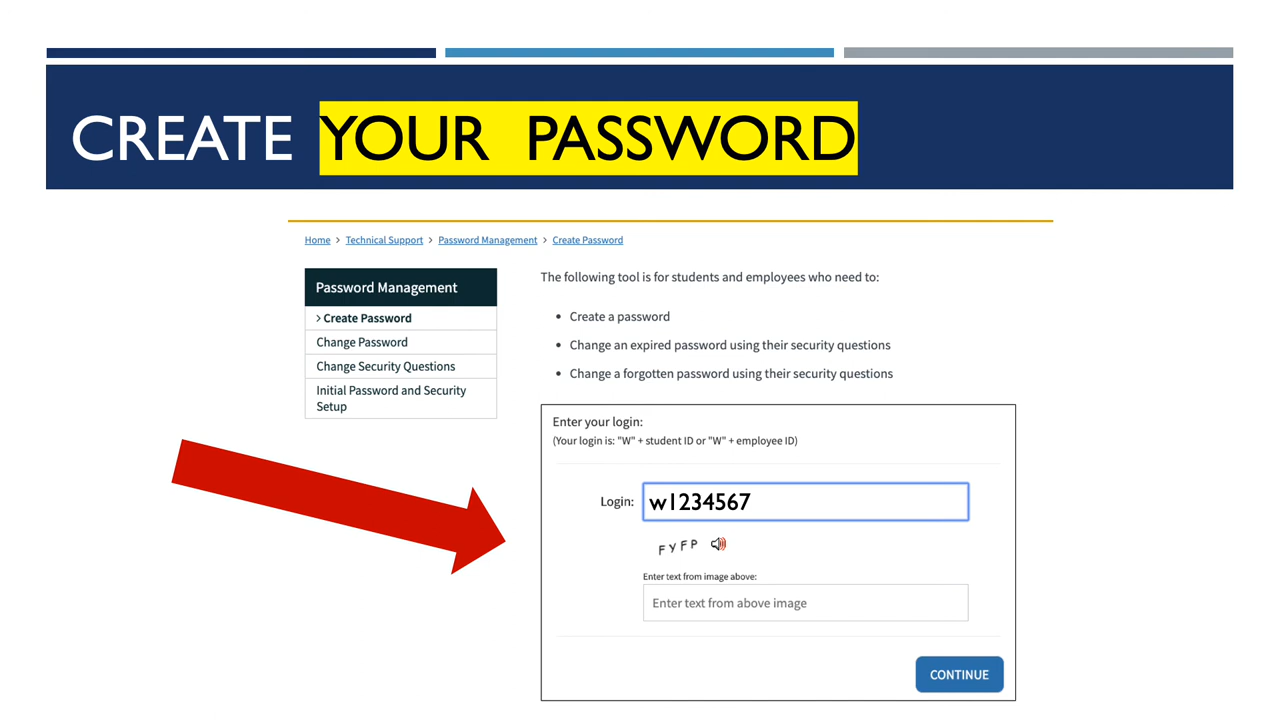 CREATE YOUR PASSWORD
Home > Technical Support > Password Management > Create Password
Password Management
> Create Password
Change Password
Change Security Questions
Initial Password and Security
Setup
The following tool is for students and employees who need to:
• Create a password
• Change an expired password using their security questions
• Change a forgotten password using their security questions
Enter your login:
(Your login is: "W" + student ID or "W" + employee ID)
Login: w1234567
FYFP
Enter text from image above:
Enter text from above image
CONTINUE